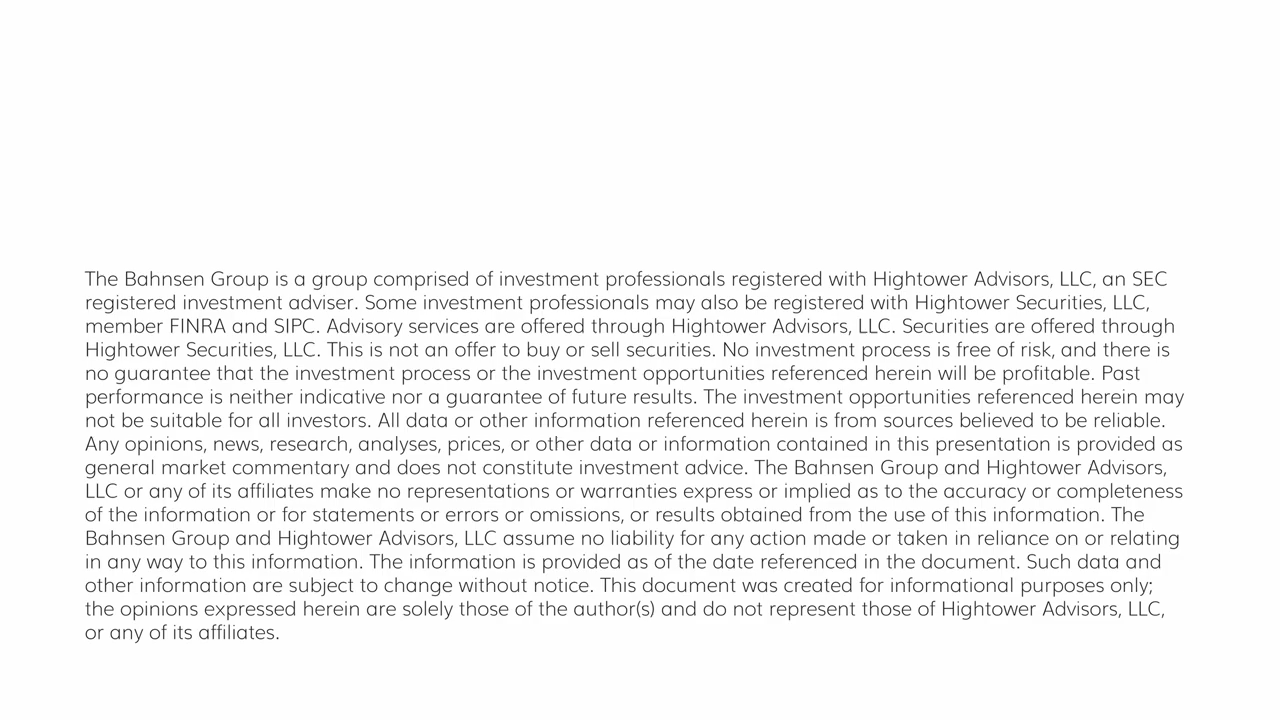 The Bahnsen Group is a group comprised of investment professionals registered with Hightower Advisors, LLC, an SEC
registered investment adviser. Some investment professionals may also be registered with Hightower Securities, LLC,
member FINRA and SIPC. Advisory services are offered through Hightower Advisors, LLC. Securities are offered through
Hightower Securities, LLC. This is not an offer to buy or sell securities. No investment process is free of risk, and there is
no guarantee that the investment process or the investment opportunities referenced herein will be profitable. Past
performance is neither indicative nor a guarantee of future results. The investment opportunities referenced herein may
not be suitable for all investors. All data or other information referenced herein is from sources believed to be reliable.
Any opinions, news, research, analyses, prices, or other data or information contained in this presentation is provided as
general market commentary and does not constitute investment advice. The Bahnsen Group and Hightower Advisors,
LLC or any of its affiliates make no representations or warranties express or implied as to the accuracy or completeness
of the information or for statements or errors or omissions, or results obtained from the use of this information. The
Bahnsen Group and Hightower Advisors, LLC assume no liability for any action made or taken in reliance on or relating
in any way to this information. The information is provided as of the date referenced in the document. Such data and
other information are subject to change without notice. This document was created for informational purposes only;
the opinions expressed herein are solely those of the author(s) and do not represent those of Hightower Advisors, LLC,
or any of its affiliates.